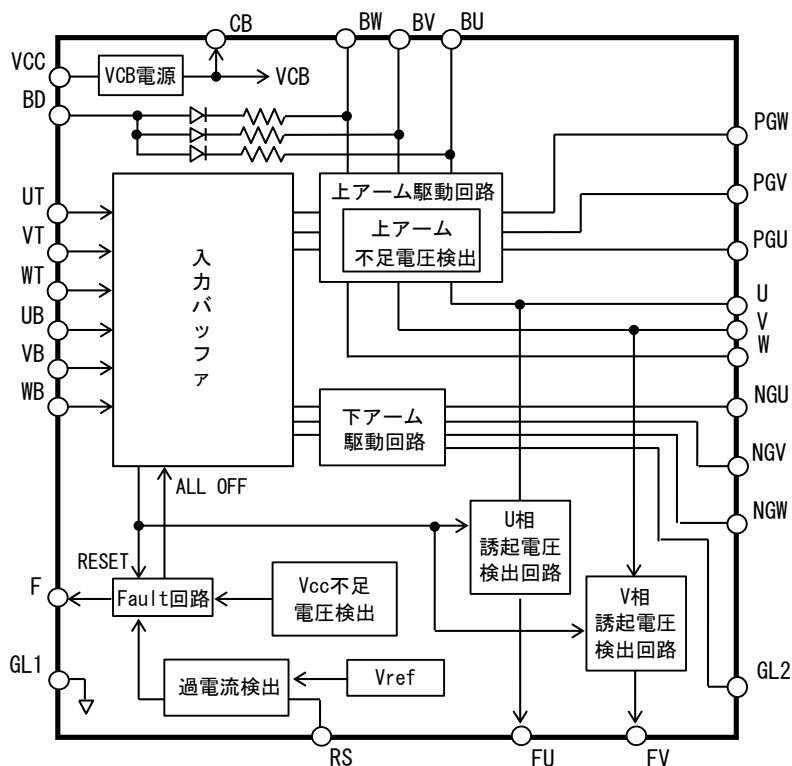 CB
BW
BV
BU
VCC
VCB電源
VCB
BD
PGW
UT
上アーム駆動回路
PGV
VT
上アーム
不足電圧検出
PGU
WT
入力バッファ
U
UB
V
VB
W
WB
下アーム
駆動回路
NGU
NGV
ALL OFF
NGW
U相
誘起電圧
検出回路
RESET
F
Fault回路
Vcc不足
電圧検出
V相
誘起電圧
検出回路
GL1
過電流検出
Vref
GL2
RS
FU
FV